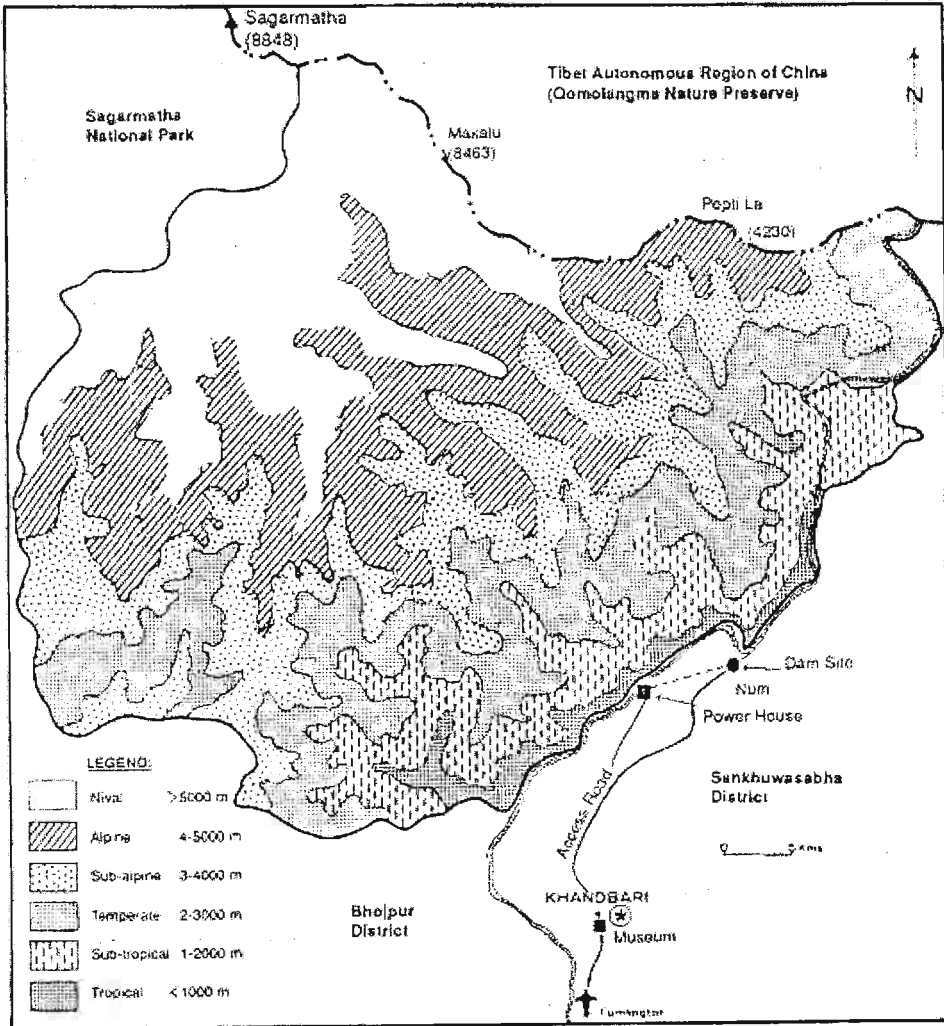 Sagarmatha
(8848)
Tibet Autonomous Region of China
(Qomolangma Nature Preserve)
N
Sagarmatha
National Park
Makalu
(8463)
Popti La
(4230)
Dam Site
Num
Power House
LEGEND:
Nival >5000 m
Alpine 4-5000 m
Sub-alpine 3-4000 m
Temperate 2-3000 m
Sub-tropical 1-2000 m
Tropical <1000 m
Sankhuwasabha
District
Access Road
Kms
KHANDBARI
Museum
Bhojpur
District
Tumlingtar